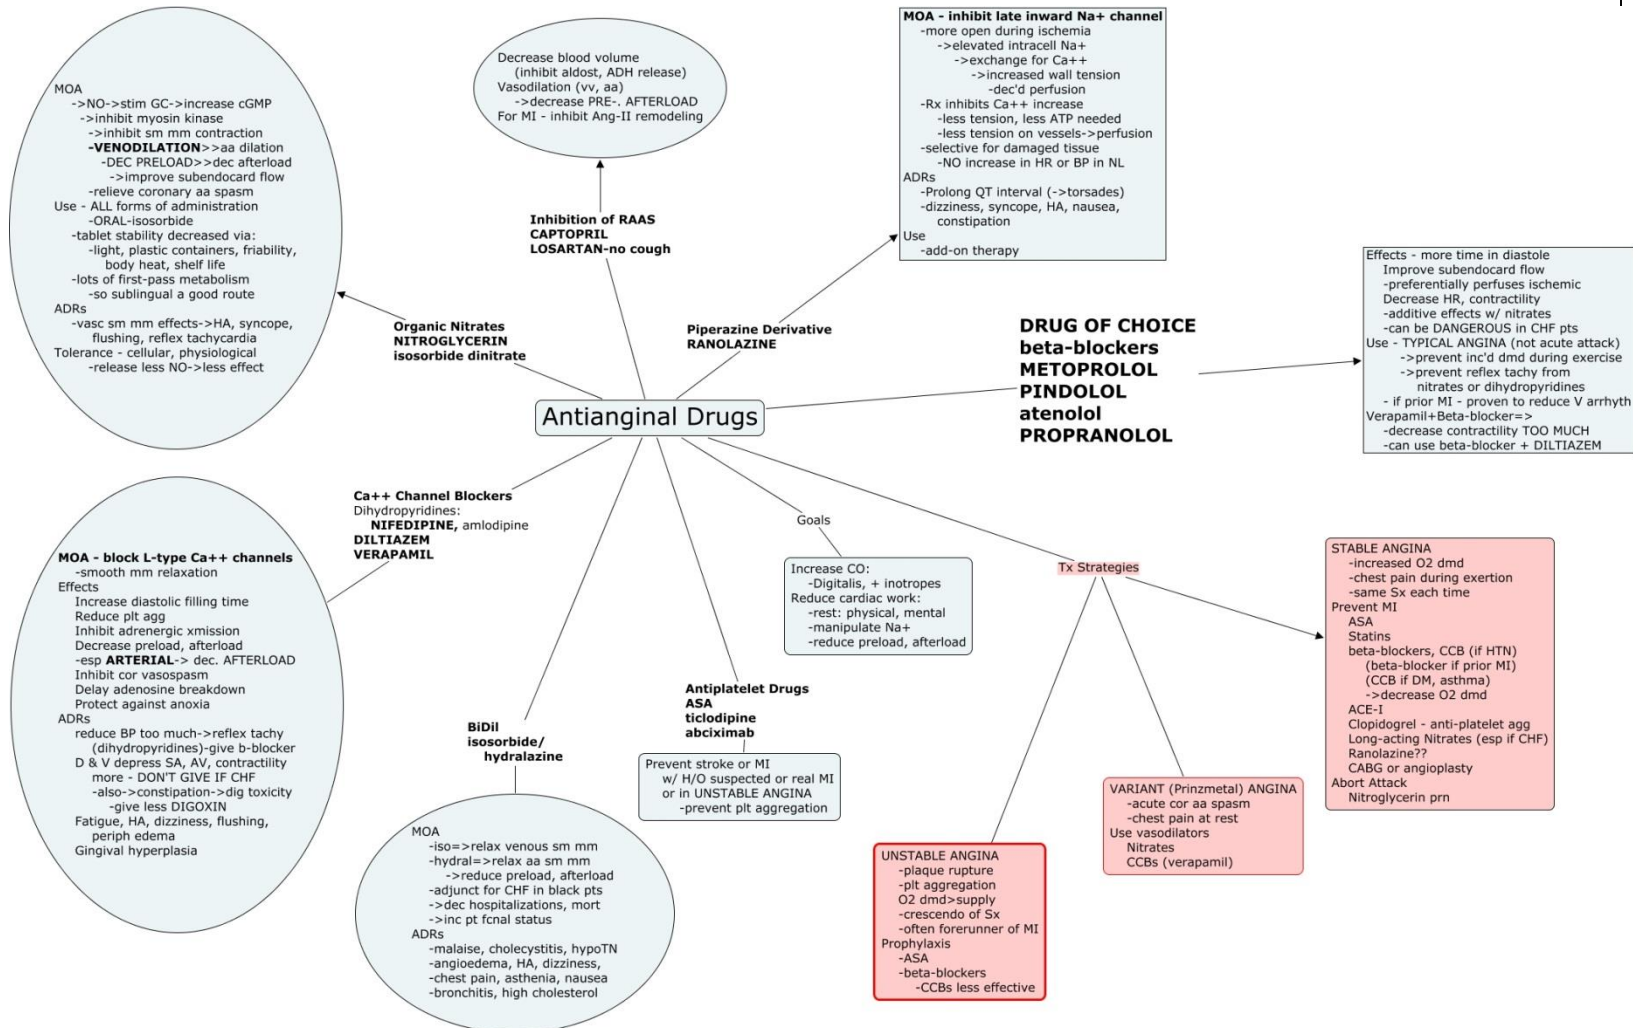 MOA
->NO->stim GC->increase cGMP
->inhibit myosin kinase
->inhibit sm mm contraction
-VENODILATION>>aa dilation
-DEC PRELOAD>>dec afterload
->improve subendocard flow
-relieve coronary aa spasm
Use - ALL forms of administration
-ORAL-isosorbide
-tablet stability decreased via:
-light, plastic containers, friability,
body heat, shelf life
-lots of first-pass metabolism
-so sublingual a good route
ADRs
-vasc sm mm effects->HA, syncope,
flushing, reflex tachycardia
Tolerance - cellular, physiological
-release less NO->less effect
Decrease blood volume
(inhibit aldost, ADH release)
Vasodilation (vv, aa)
->decrease PRE-. AFTERLOAD
For MI - inhibit Ang-II remodeling
MOA - inhibit late inward Na+ channel
-more open during ischemia
->elevated intracell Na+
->exchange for Ca++
->increased wall tension
-dec'd perfusion
-Rx inhibits Ca++ increase
-less tension, less ATP needed
-less tension on vessels->perfusion
-selective for damaged tissue
-NO increase in HR or BP in NL
ADRs
-Prolong QT interval (->torsades)
-dizziness, syncope, HA, nausea,
constipation
Use
-add-on therapy
Inhibition of RAAS
CAPTOPRIL
LOSARTAN-no cough
Organic Nitrates
NITROGLYCERIN
isosorbide dinitrate
Piperazine Derivative
RANOLAZINE
DRUG OF CHOICE
beta-blockers
METOPROLOL
PINDOLOL
atenolol
PROPRANOLOL
Effects - more time in diastole
Improve subendocard flow
-preferentially perfuses ischemic
Decrease HR, contractility
-additive effects w/ nitrates
-can be DANGEROUS in CHF pts
Use - TYPICAL ANGINA (not acute attack)
->prevent inc'd dmd during exercise
->prevent reflex tachy from
nitrates or dihydropyridines
- if prior MI - proven to reduce V arrhyth
Verapamil+Beta-blocker=>
-decrease contractility TOO MUCH
-can use beta-blocker + DILTIAZEM
Antianginal Drugs
Ca++ Channel Blockers
Dihydropyridines:
NIFEDIPINE, amlodipine
DILTIAZEM
VERAPAMIL
MOA - block L-type Ca++ channels
-smooth mm relaxation
Effects
Increase diastolic filling time
Reduce plt agg
Inhibit adrenergic xmission
Decrease preload, afterload
-esp ARTERIAL-> dec. AFTERLOAD
Inhibit cor vasospasm
Delay adenosine breakdown
Protect against anoxia
ADRs
reduce BP too much->reflex tachy
(dihydropyridines)-give b-blocker
D & V depress SA, AV, contractility
more - DON'T GIVE IF CHF
-also->constipation->dig toxicity
-give less DIGOXIN
Fatigue, HA, dizziness, flushing,
periph edema
Gingival hyperplasia
BiDil
isosorbide/
hydralazine
MOA
-iso=>relax venous sm mm
-hydral=>relax aa sm mm
->reduce preload, afterload
-adjunct for CHF in black pts
->dec hospitalizations, mort
->inc pt fcnal status
ADRs
-malaise, cholecystitis, hypoTN
-angioedema, HA, dizziness,
-chest pain, asthenia, nausea
-bronchitis, high cholesterol
Antiplatelet Drugs
ASA
ticlodipine
abciximab
Prevent stroke or MI
w/ H/O suspected or real MI
or in UNSTABLE ANGINA
-prevent plt aggregation
Goals
Increase CO:
-Digitalis, + inotropes
Reduce cardiac work:
-rest: physical, mental
-manipulate Na+
-reduce preload, afterload
Tx Strategies
UNSTABLE ANGINA
-plaque rupture
-plt aggregation
O2 dmd>supply
-crescendo of Sx
-often forerunner of MI
Prophylaxis
-ASA
-beta-blockers
-CCBs less effective
VARIANT (Prinzmetal) ANGINA
-acute cor aa spasm
-chest pain at rest
Use vasodilators
Nitrates
CCBs (verapamil)
STABLE ANGINA
-increased O2 dmd
-chest pain during exertion
-same Sx each time
Prevent MI
ASA
Statins
beta-blockers, CCB (if HTN)
(beta-blocker if prior MI)
(CCB if DM, asthma)
->decrease O2 dmd
ACE-I
Clopidogrel - anti-platelet agg
Long-acting Nitrates (esp if CHF)
Ranolazine??
CABG or angioplasty
Abort Attack
Nitroglycerin prn